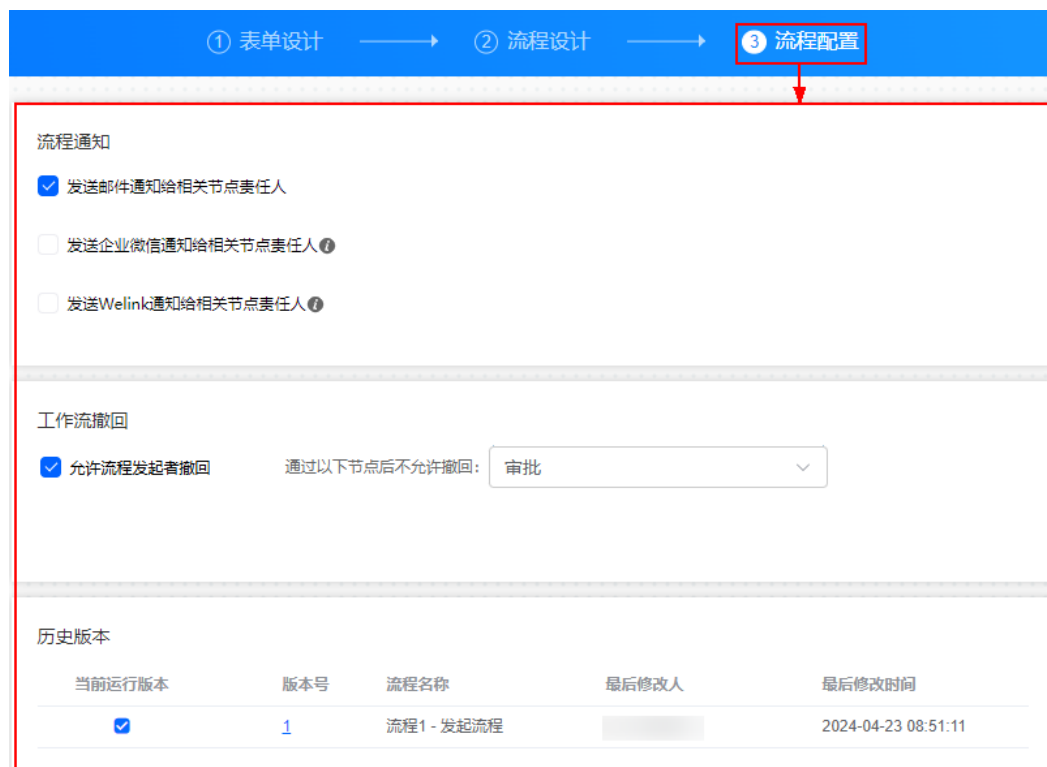 ① 表单设计 ② 流程设计 ③ 流程配置
流程通知
发送邮件通知给相关节点责任人
发送企业微信通知给相关节点责任人
发送Welink通知给相关节点责任人
工作流撤回
允许流程发起者撤回 通过以下节点后不允许撤回： 审批
历史版本
当前运行版本 版本号 流程名称 最后修改人 最后修改时间
1 流程1 - 发起流程 2024-04-23 08:51:11